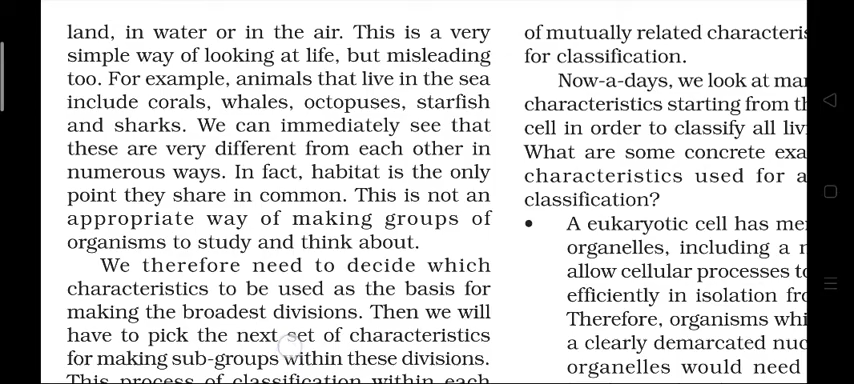 land, in water or in the air. This is a very
simple way of looking at life, but misleading
too. For example, animals that live in the sea
include corals, whales, octopuses, starfish
and sharks. We can immediately see that
these are very different from each other in
numerous ways. In fact, habitat is the only
point they share in common. This is not an
appropriate way of making groups of
organisms to study and think about.
We therefore need to decide which
characteristics to be used as the basis for
making the broadest divisions. Then we will
have to pick the next set of characteristics
for making sub-groups within these divisions.
This process of classification within each
of mutually related characteris
for classification.
Now-a-days, we look at
characteristics starting from
cell in order to classify all
What are some concrete
characteristics used for
classification?
• A eukaryotic cell has
organelles, including a
allow cellular processes
efficiently in isolation
Therefore, organisms
a clearly demarcated
organelles would need